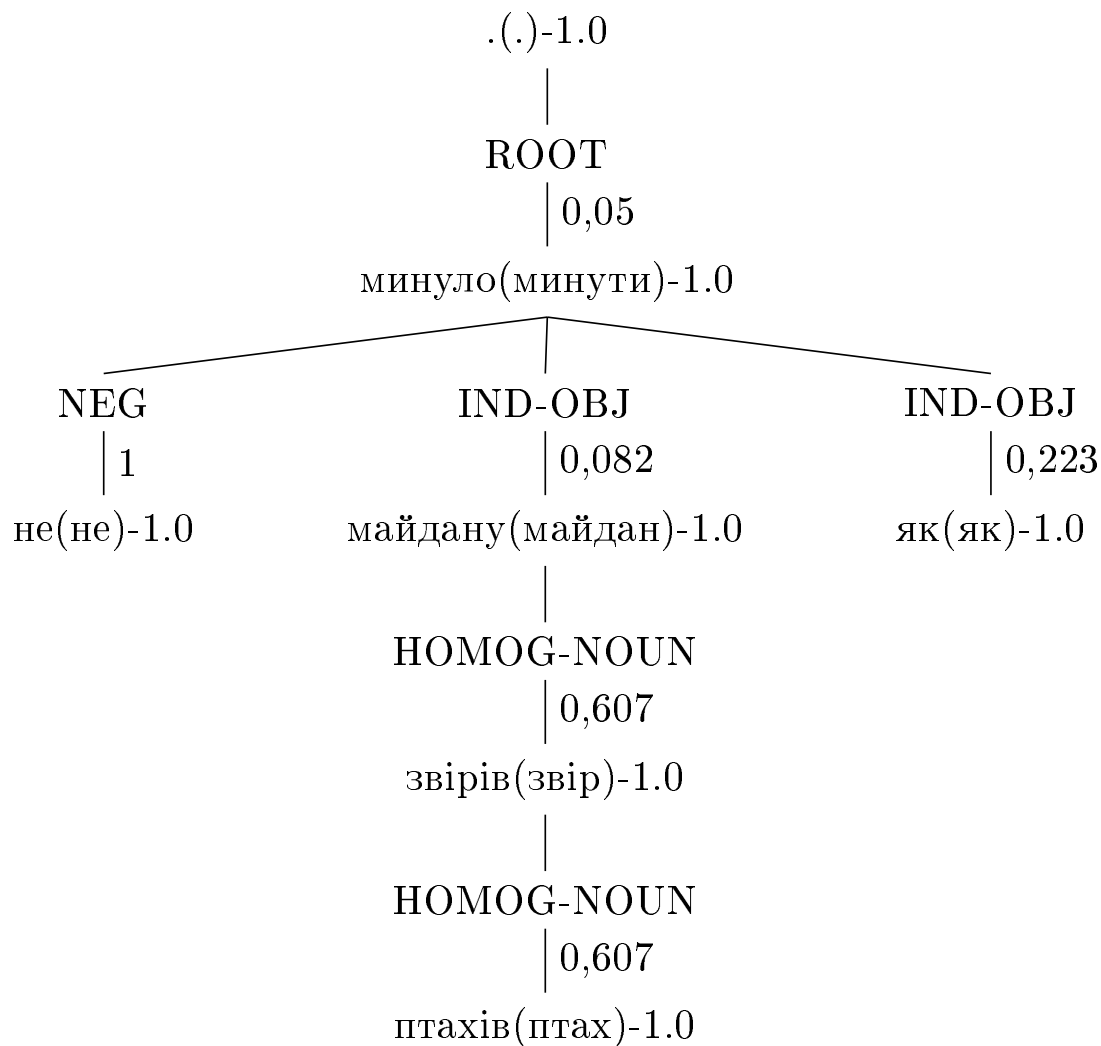 .(.)-1.0
ROOT
0,05
минуло(минути)-1.0
NEG IND-OBJ IND-OBJ
1 0,082 0,223
не(не)-1.0 майдану(майдан)-1.0 як(як)-1.0
HOMOG-NOUN
0,607
звірів(звір)-1.0
HOMOG-NOUN
0,607
птахів(птах)-1.0